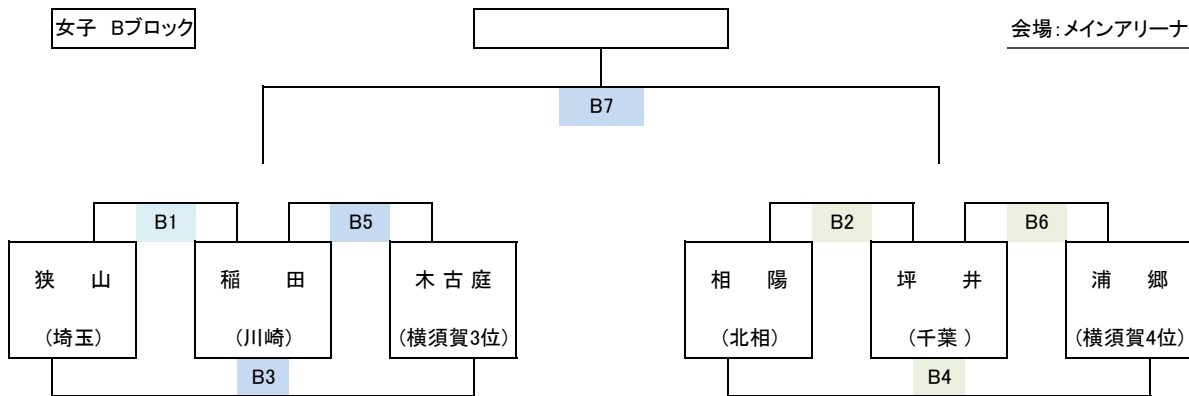 女子 Bブロック
会場：メインアリーナ
B7
B1
B5
B2
B6
狭 山
稲 田
木古庭
相 陽
坪 井
浦 郷
(埼玉)
(川崎)
(横須賀3位)
(北相)
(千葉)
(横須賀4位)
B3
B4